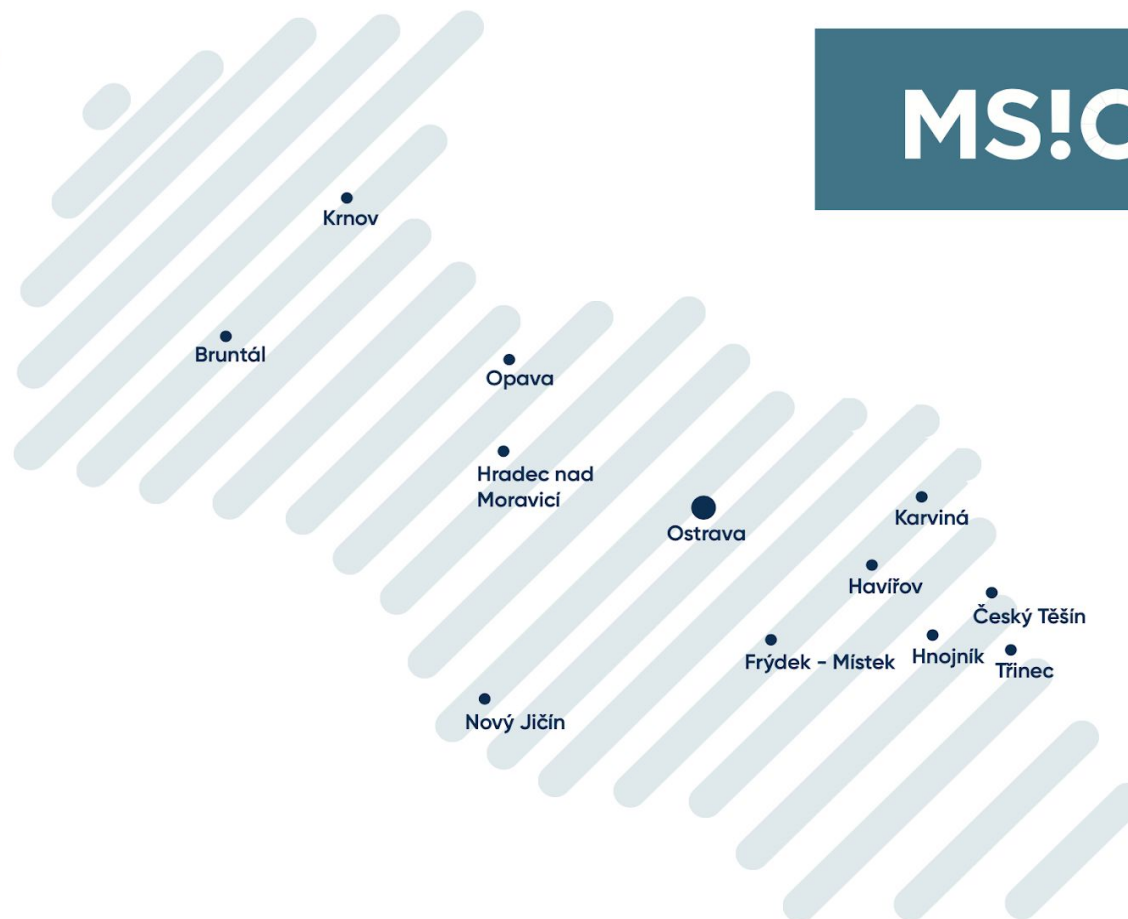 MS!C
Krnov
Bruntál
Opava
Hradec nad
Moravicí
Ostrava
Karviná
Havířov
Český Těšín
Frýdek - Místek
Hnojník
Třinec
Nový Jičín